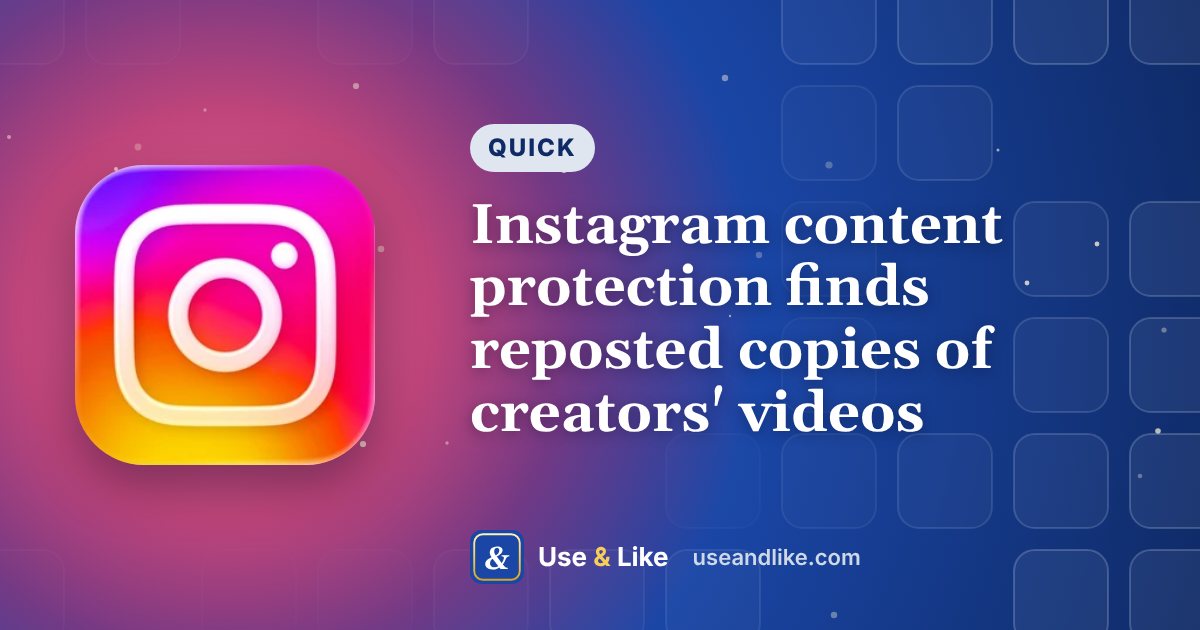 QUICK
Instagram content
protection finds
reposted copies of
creators' videos
& Use & Like useandlike.com